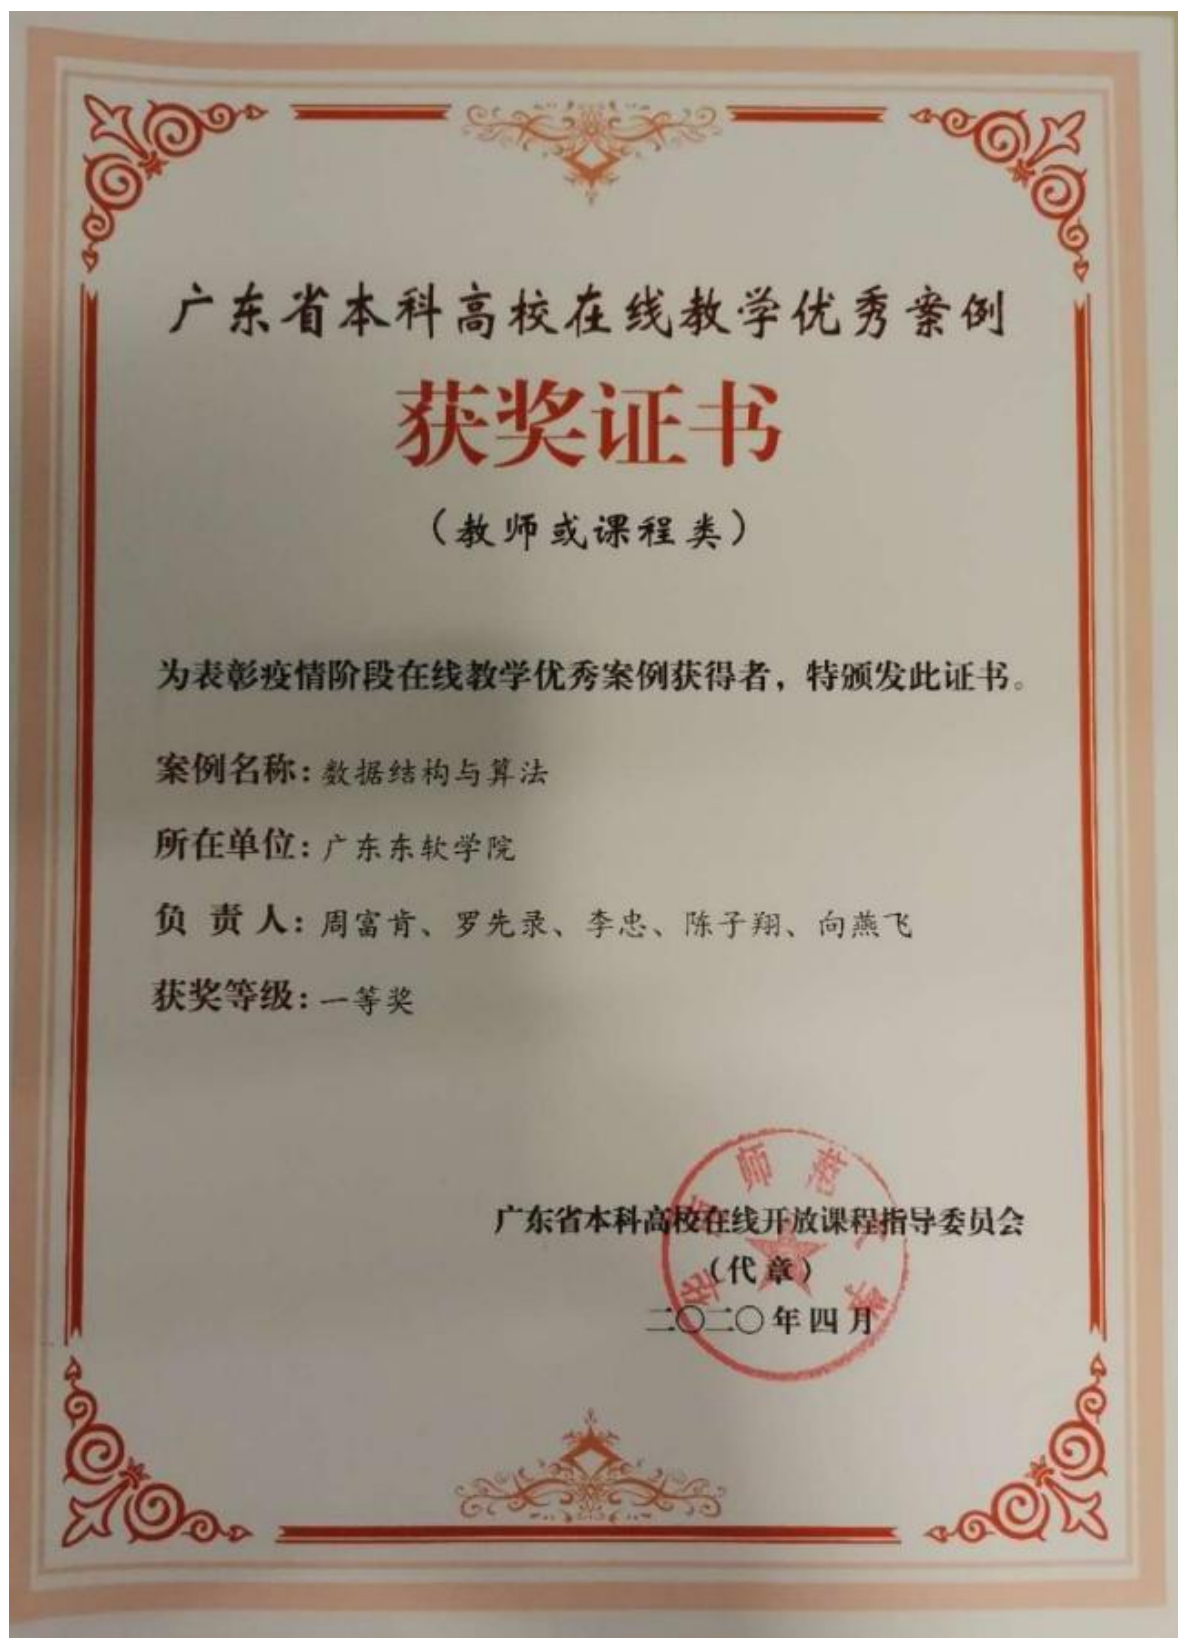 广东省本科高校在线教学优秀案例
获奖证书
（教师或课程类）
为表彰疫情阶段在线教学优秀案例获得者，特颁发此证书。
案例名称：数据结构与算法
所在单位：广东东软学院
负 责 人：周富肯、罗先录、李忠、陈子翔、向燕飞
获奖等级：一等奖
华南师范大学
广东省本科高校在线开放课程指导委员会
（代章）
二〇二〇年四月